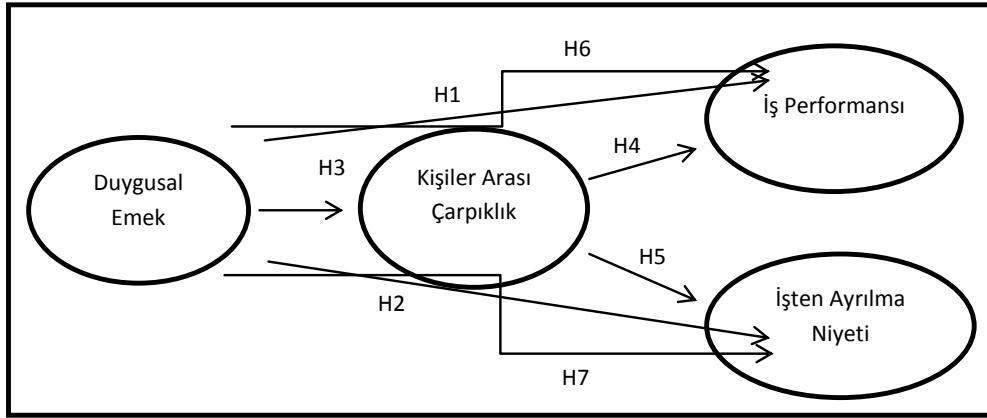 H6
H1
İş Performansı
H3
H4
Duygusal
Emek
Kişiler Arası
Çarpıklık
H5
H2
İşten Ayrılma
Niyeti
H7